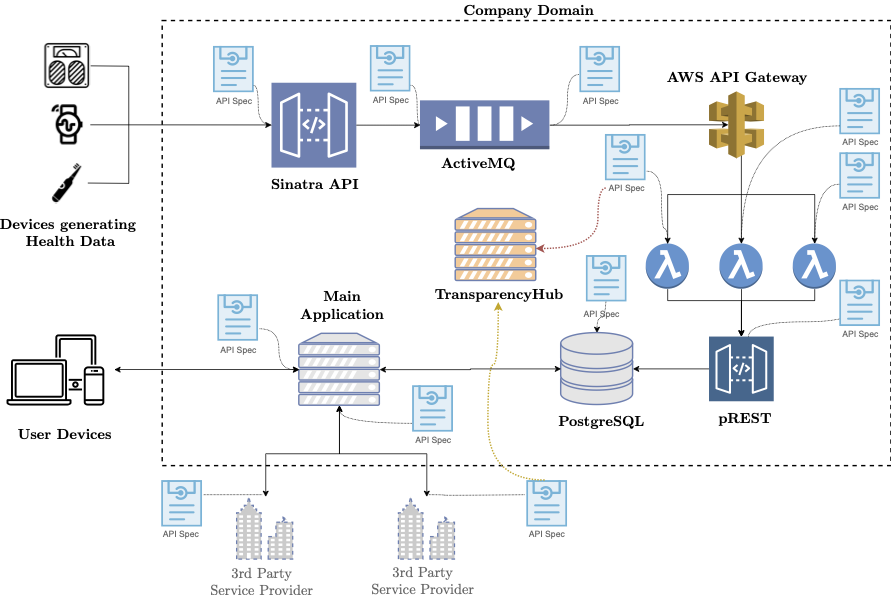 Company Domain
AWS API Gateway
API Spec
API Spec
API Spec
API Spec
</>
ActiveMQ
Sinatra API
API Spec
API Spec
Devices generating
Health Data
λ
λ
λ
TransparencyHub
Main
Application
API Spec
API Spec
API Spec
</>
PostgreSQL
pREST
User Devices
API Spec
API Spec
API Spec
3rd Party
Service Provider
3rd Party
Service Provider